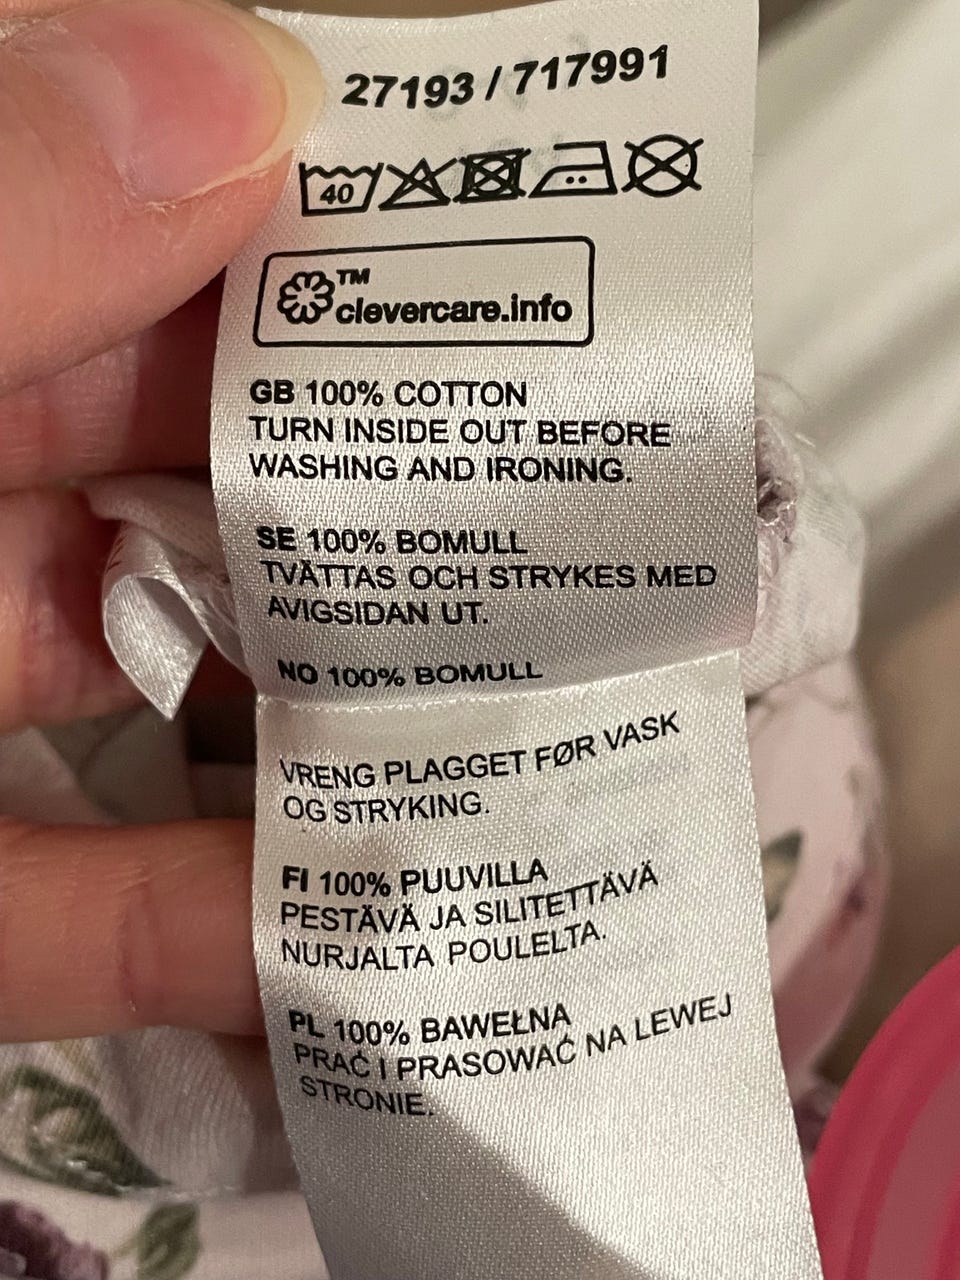 27193 / 717991
40
TM
clevercare.info
GB 100% COTTON
TURN INSIDE OUT BEFORE
WASHING AND IRONING.
SE 100% BOMULL
TVÄTTAS OCH STRYKES MED
AVIGSIDAN UT.
NO 100% BOMULL
VRENG PLAGGET FØR VASK
OG STRYKING.
FI 100% PUUVILLA
PESTÄVÄ JA SILITETTÄVÄ
NURJALTA POULELTA.
PL 100% BAWEŁNA
PRAĆ I PRASOWAĆ NA LEWEJ
STRONIE.